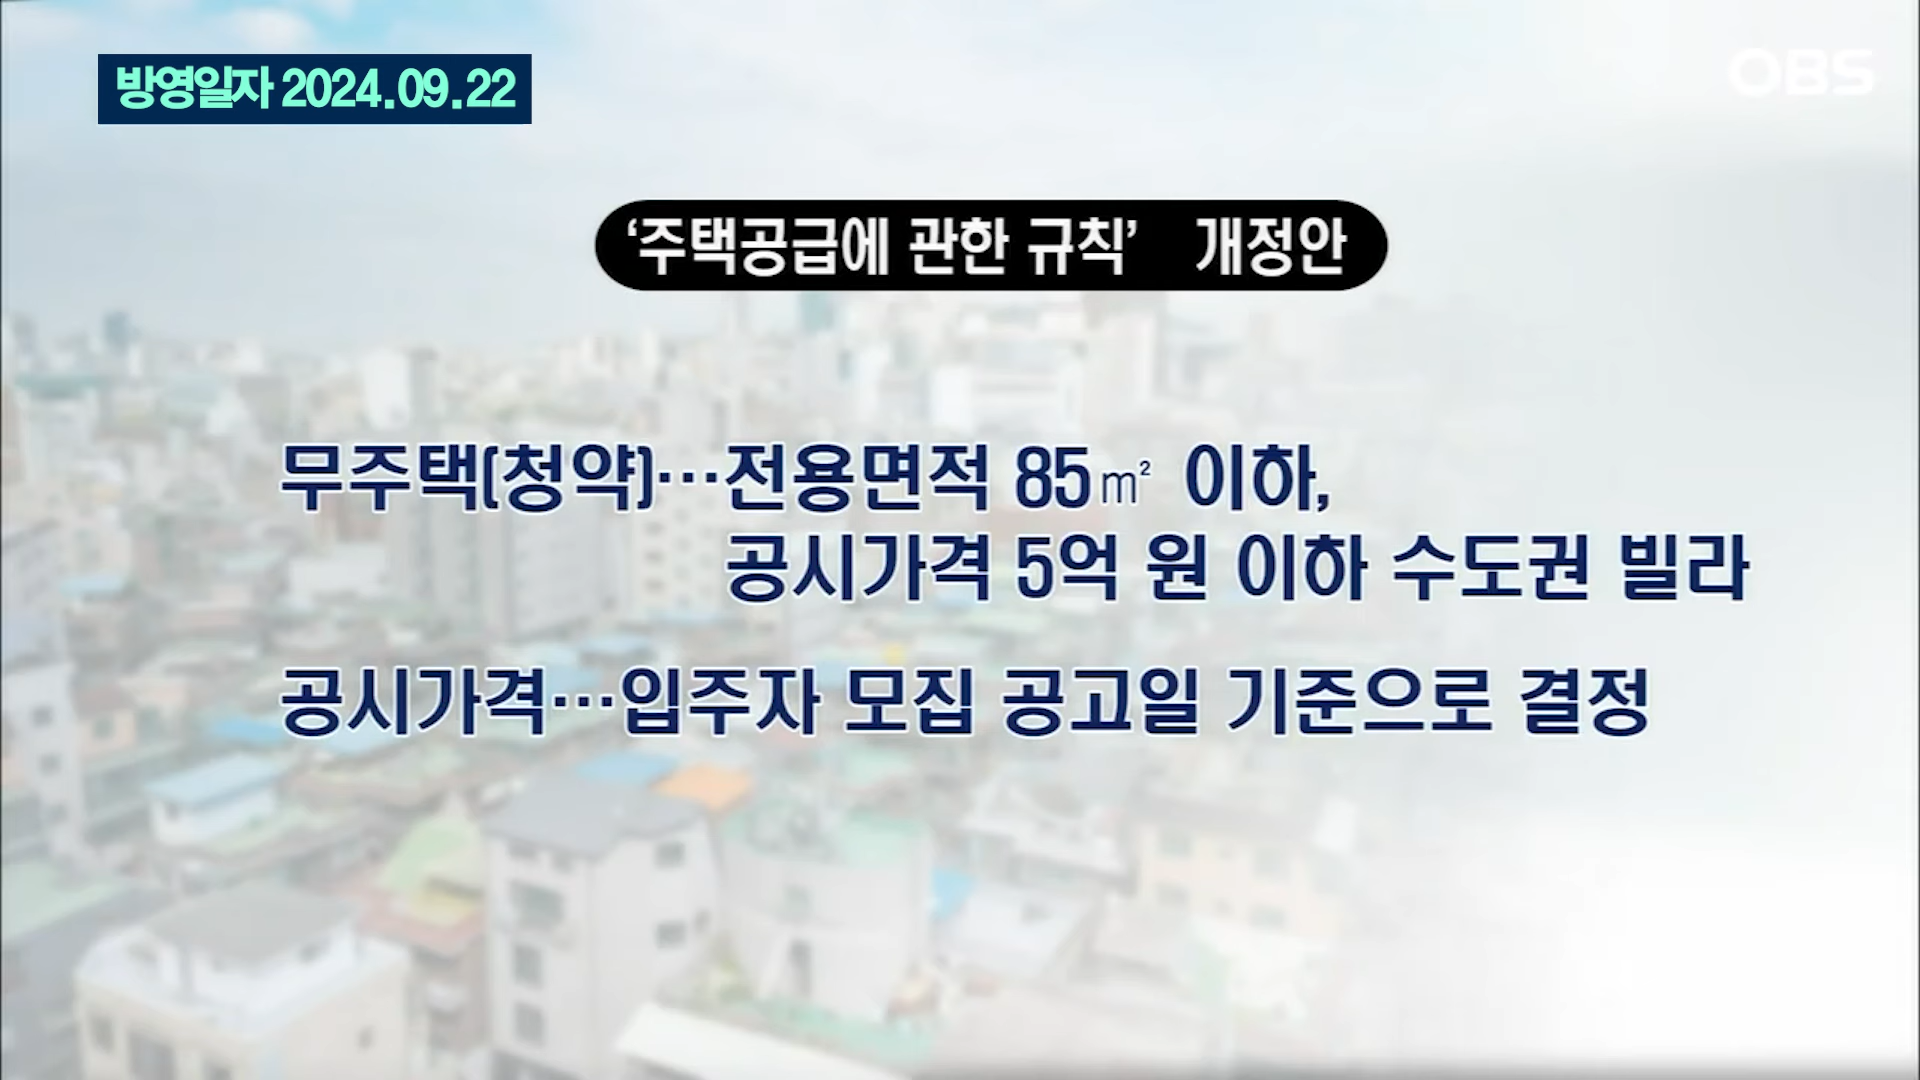 방영일자 2024.09.22
OBS
‘주택공급에 관한 규칙’ 개정안
무주택(청약)…전용면적 85㎡ 이하,
공시가격 5억 원 이하 수도권 빌라
공시가격…입주자 모집 공고일 기준으로 결정